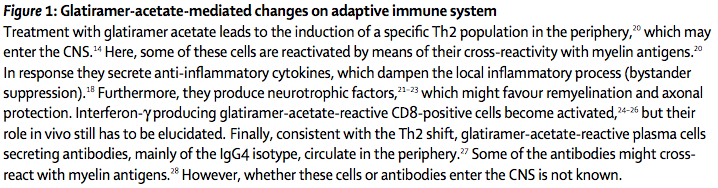 Figure 1: Glatiramer-acetate-mediated changes on adaptive immune system
Treatment with glatiramer acetate leads to the induction of a specific Th2 population in the periphery,20 which may
enter the CNS.14 Here, some of these cells are reactivated by means of their cross-reactivity with myelin antigens.20
In response they secrete anti-inflammatory cytokines, which dampen the local inflammatory process (bystander
suppression).18 Furthermore, they produce neurotrophic factors,21–23 which might favour remyelination and axonal
protection. Interferon-γ producing glatiramer-acetate-reactive CD8-positive cells become activated,24–26 but their
role in vivo still has to be elucidated. Finally, consistent with the Th2 shift, glatiramer-acetate-reactive plasma cells
secreting antibodies, mainly of the IgG4 isotype, circulate in the periphery.27 Some of the antibodies might cross-
react with myelin antigens.28 However, whether these cells or antibodies enter the CNS is not known.